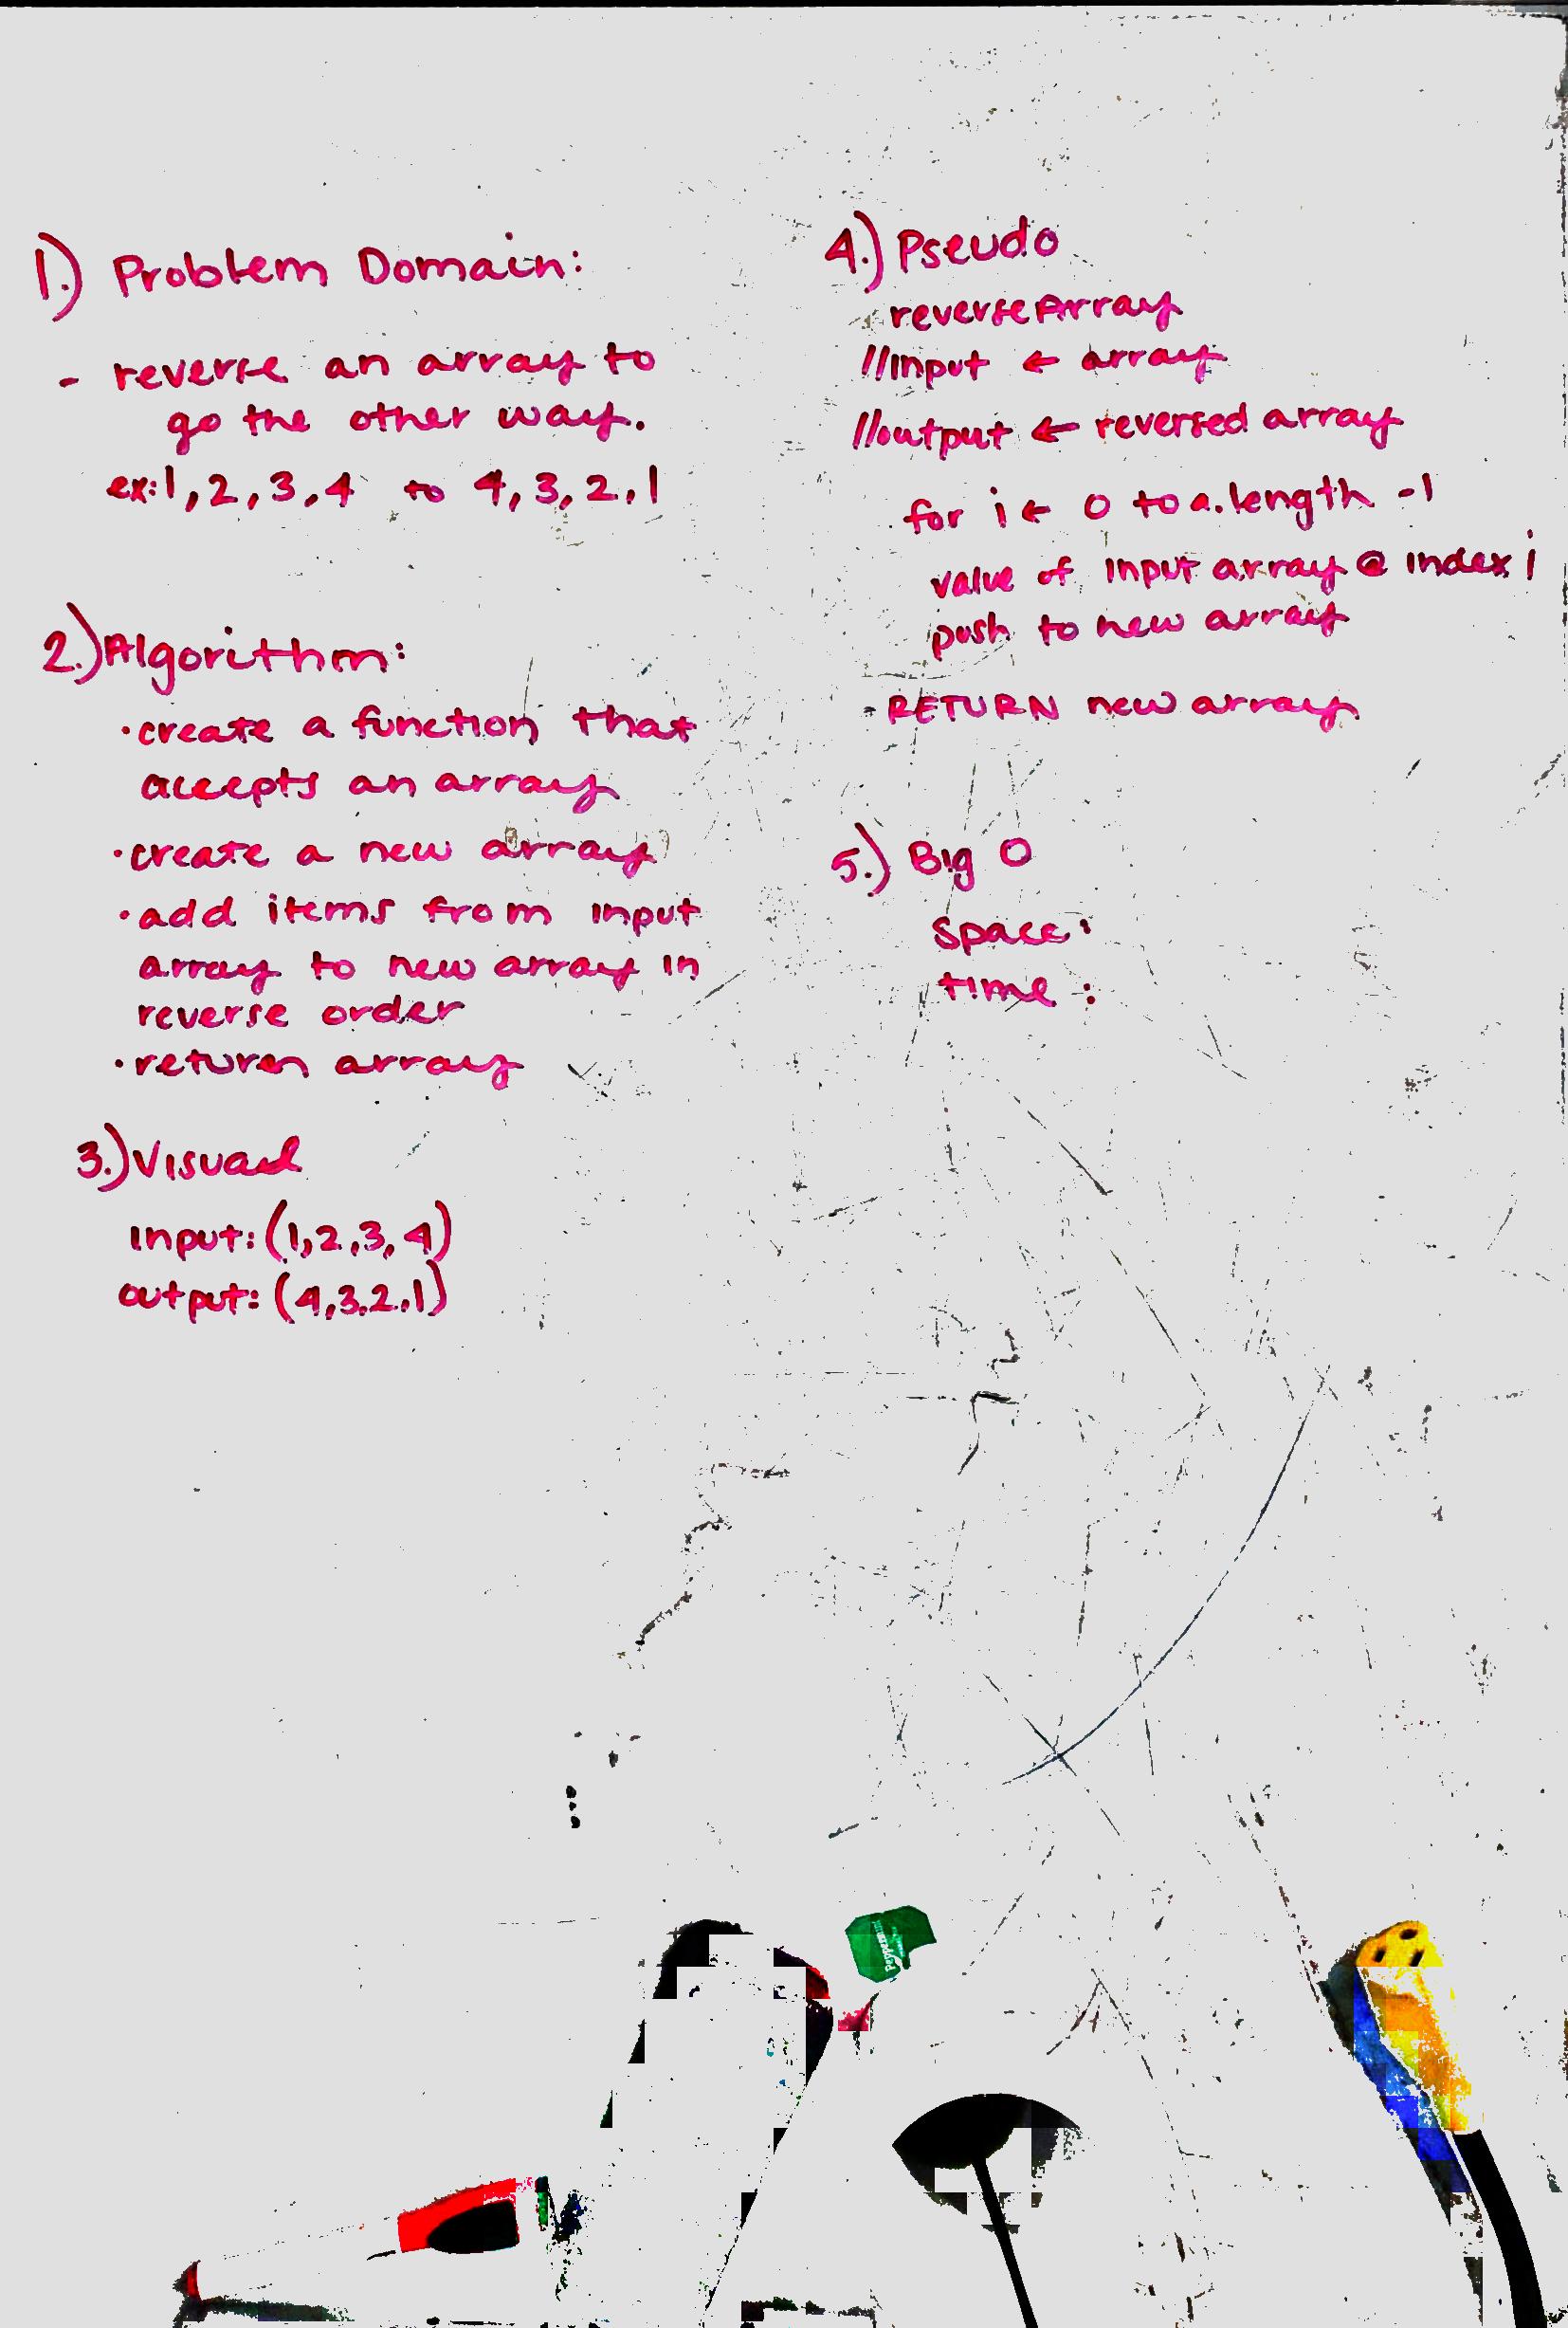 1.) Problem Domain:
- reverse an array to
go the other way.
ex: 1, 2, 3, 4 to 4, 3, 2, 1
2.) Algorithm:
• create a function that
accepts an array
• create a new array
• add items from input
array to new array in
reverse order
• return array
3.) Visual
input: (1,2,3,4)
output: (4,3,2,1)
4.) Pseudo
reverseArray
//input ← array
//output ← reversed array
for i ← 0 to a.length -1
value of input array @ index i
push to new array
RETURN new array
5.) Big O
space:
time:
Peppermint